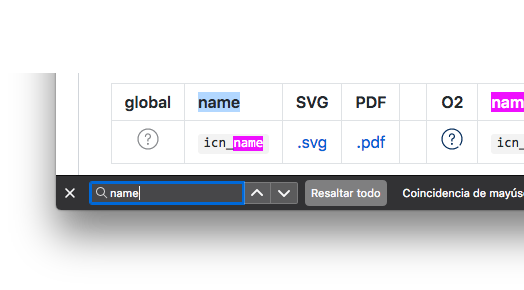 global name SVG PDF O2 nam
? icn_name .svg .pdf ? icn_
name Resaltar todo Coincidencia de mayús